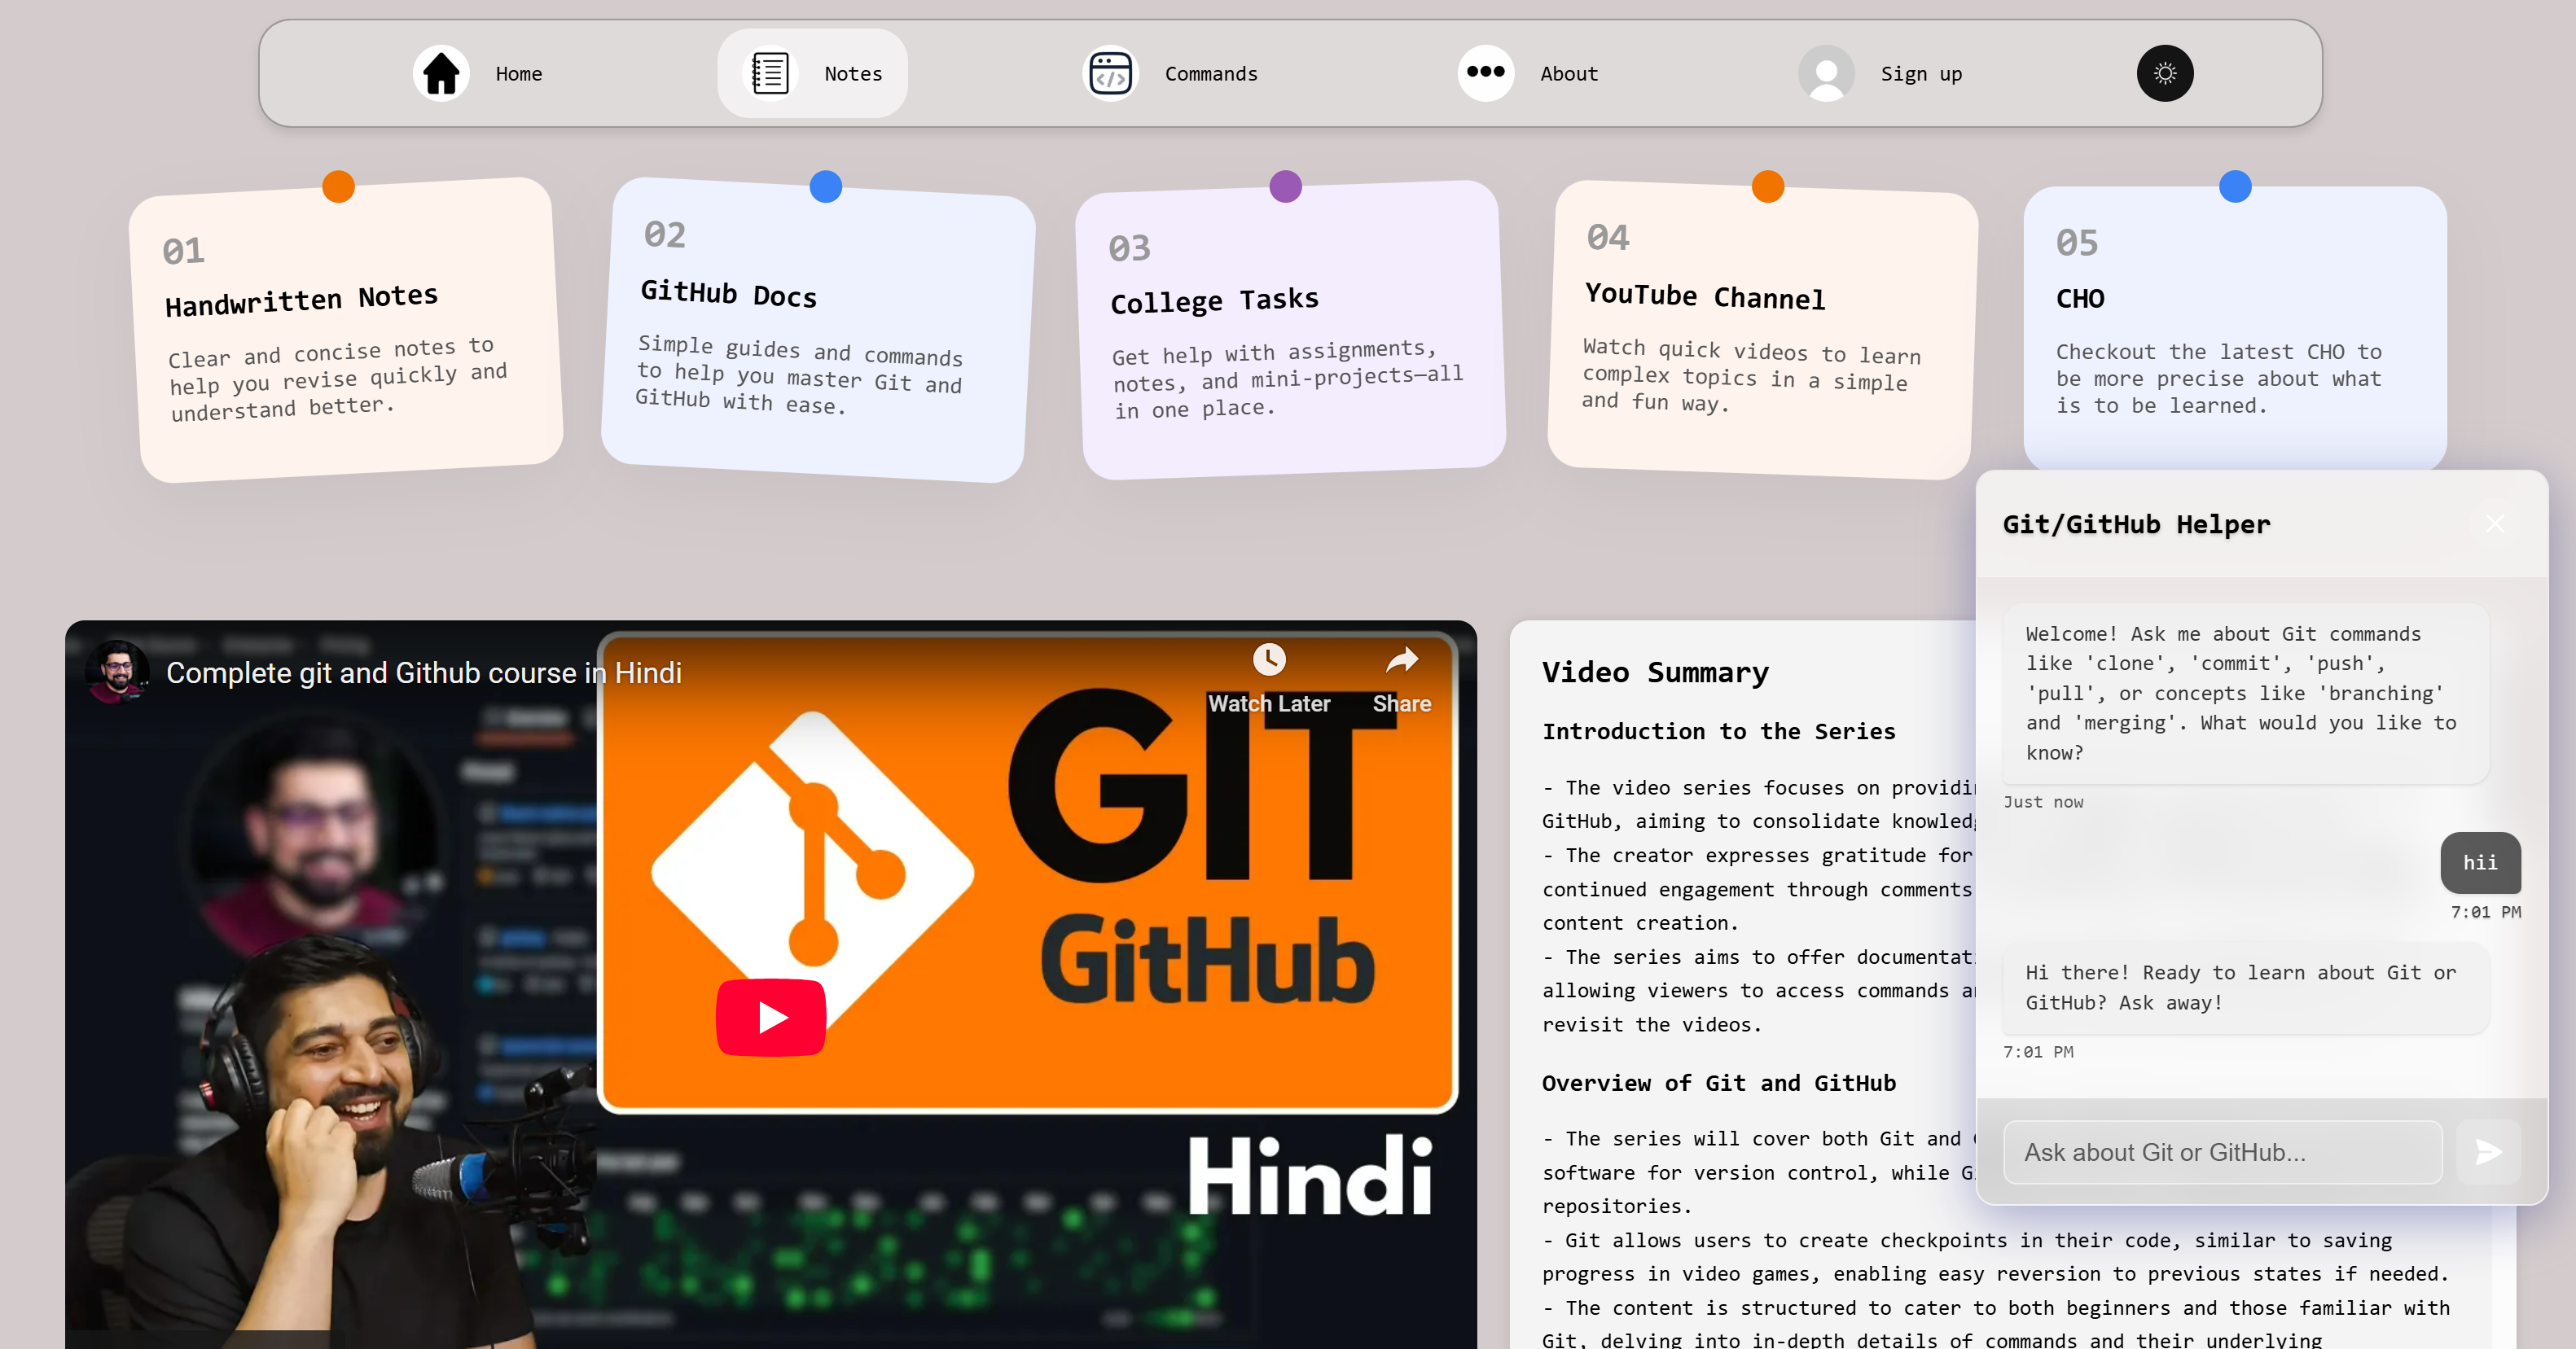 Home
Notes
Commands
About
Sign up
01
Handwritten Notes
Clear and concise notes to
help you revise quickly and
understand better.
02
GitHub Docs
Simple guides and commands
to help you master Git and
GitHub with ease.
03
College Tasks
Get help with assignments,
notes, and mini-projects—all
in one place.
04
YouTube Channel
Watch quick videos to learn
complex topics in a simple
and fun way.
05
CHO
Checkout the latest CHO to
be more precise about what
is to be learned.
Complete git and Github course in Hindi
Watch Later
Share
GIT
GitHub
Hindi
Video Summary
Introduction to the Series
- The video series focuses on
GitHub, aiming to consolidate
- The creator expresses gratitude for
continued engagement through comments
content creation.
- The series aims to offer
allowing viewers to access commands
revisit the videos.
Overview of Git and GitHub
- The series will cover both Git and
software for version control, while
repositories.
- Git allows users to create checkpoints in their code, similar to saving
progress in video games, enabling easy reversion to previous states if needed.
- The content is structured to cater to both beginners and those familiar with
Git, delving into in-depth details of commands and their underlying
Git/GitHub Helper
Welcome! Ask me about Git commands
like 'clone', 'commit', 'push',
'pull', or concepts like 'branching'
and 'merging'. What would you like to
know?
Just now
hii
7:01 PM
Hi there! Ready to learn about Git or
GitHub? Ask away!
7:01 PM
Ask about Git or GitHub...